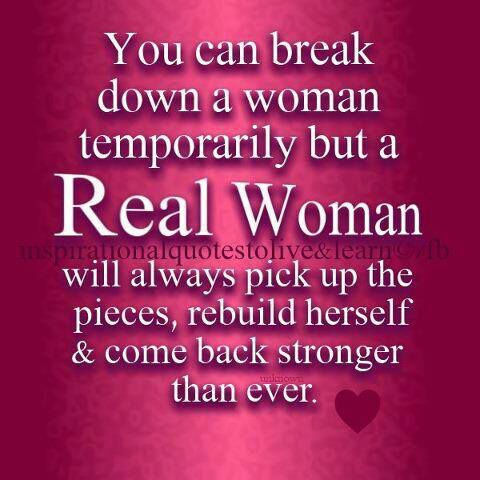 You can break
down a woman
temporarily but a
Real Woman
inspirationalquotestolive&learn©/fb
will always pick up the
pieces, rebuild herself
& come back stronger
unknown
than ever.